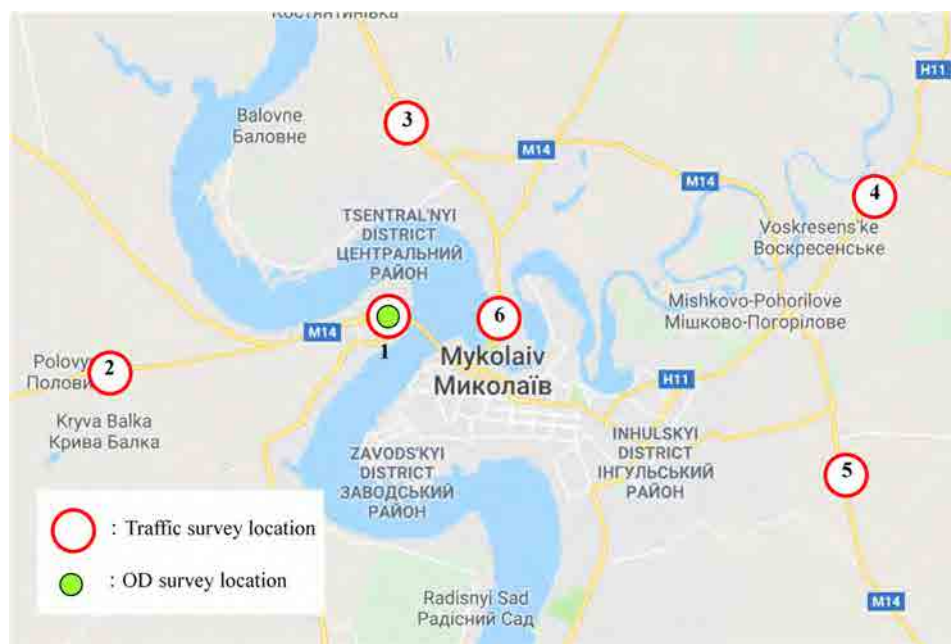 Костянтинівка
H11
Balovne
Баловне
3
M14
M14
4
TSENTRAL'NYI
DISTRICT
ЦЕНТРАЛЬНИЙ
РАЙОН
Voskresens'ke
Воскресенське
Mishkovo-Pohorilove
Мішково-Погорілове
6
M14
1
Mykolaiv
Миколаїв
H11
2
Kryva Balka
Крива Балка
ZAVODS'KYI
DISTRICT
ЗАВОДСЬКИЙ
РАЙОН
INHULSKYI
DISTRICT
ІНГУЛЬСЬКИЙ
РАЙОН
5
: Traffic survey location
: OD survey location
Radisnyi Sad
Радісний Сад
M14